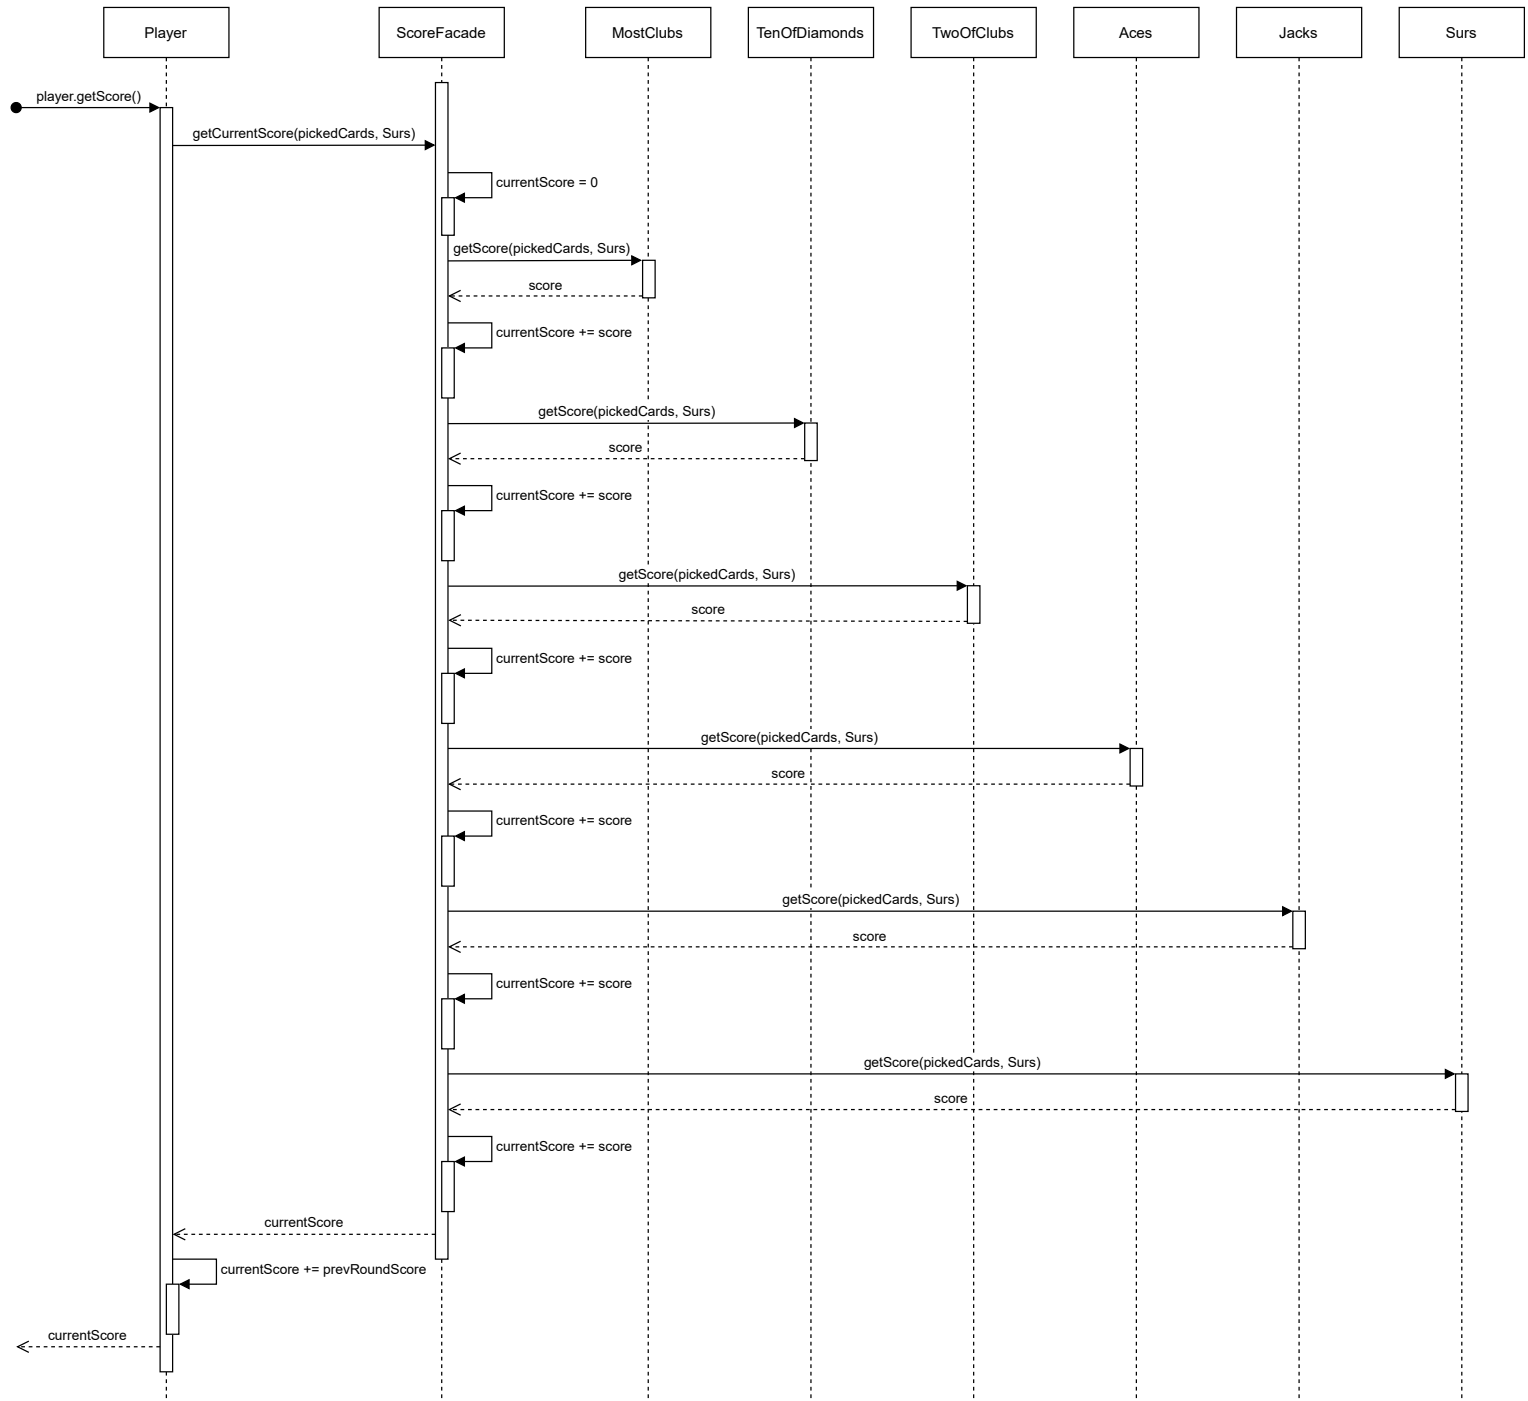 Player
ScoreFacade
MostClubs
TenOfDiamonds
TwoOfClubs
Aces
Jacks
Surs
player.getScore()
getCurrentScore(pickedCards, Surs)
currentScore = 0
getScore(pickedCards, Surs)
score
currentScore += score
getScore(pickedCards, Surs)
score
currentScore += score
getScore(pickedCards, Surs)
score
currentScore += score
getScore(pickedCards, Surs)
score
currentScore += score
getScore(pickedCards, Surs)
score
currentScore += score
getScore(pickedCards, Surs)
score
currentScore += score
currentScore
currentScore += prevRoundScore
currentScore